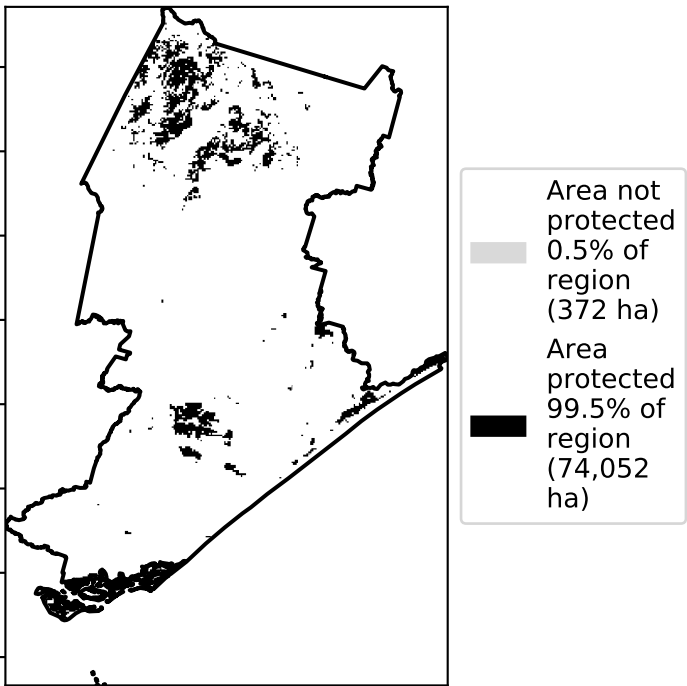 Area not
protected
0.5% of
region
(372 ha)
Area
protected
99.5% of
region
(74,052
ha)